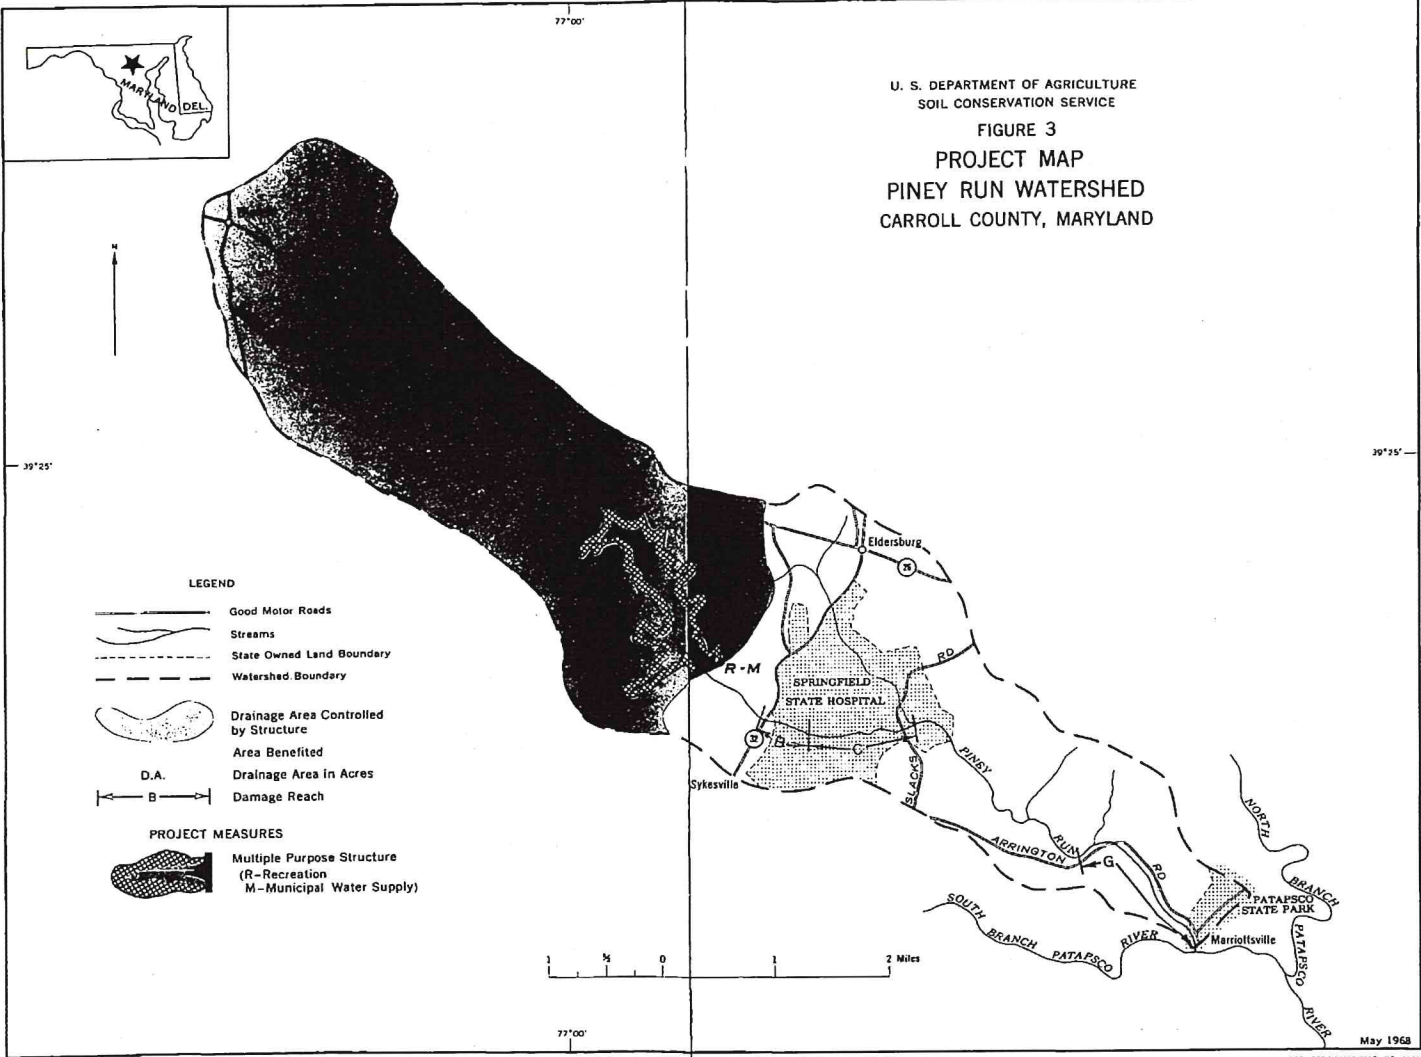 77°00'
MARYLAND
DEL.
U. S. DEPARTMENT OF AGRICULTURE
SOIL CONSERVATION SERVICE
FIGURE 3
PROJECT MAP
PINEY RUN WATERSHED
CARROLL COUNTY, MARYLAND
N
39°25'
39°25'
Eldersburg
26
LEGEND
Good Motor Roads
Streams
State Owned Land Boundary
Watershed Boundary
Drainage Area Controlled
by Structure
Area Benefited
D.A.
Drainage Area in Acres
B
Damage Reach
PROJECT MEASURES
Multiple Purpose Structure
(R-Recreation
M-Municipal Water Supply)
R-M
SPRINGFIELD
STATE HOSPITAL
RD
32
B
C
Sykesville
SLACKS
PINEY
RUN
ARRINGTON
RD
G
NORTH
BRANCH
PATAPSCO
RIVER
PATAPSCO
STATE PARK
Marriottsville
SOUTH
BRANCH
PATAPSCO
RIVER
1
½
0
1
2 Miles
77°00'
May 1968